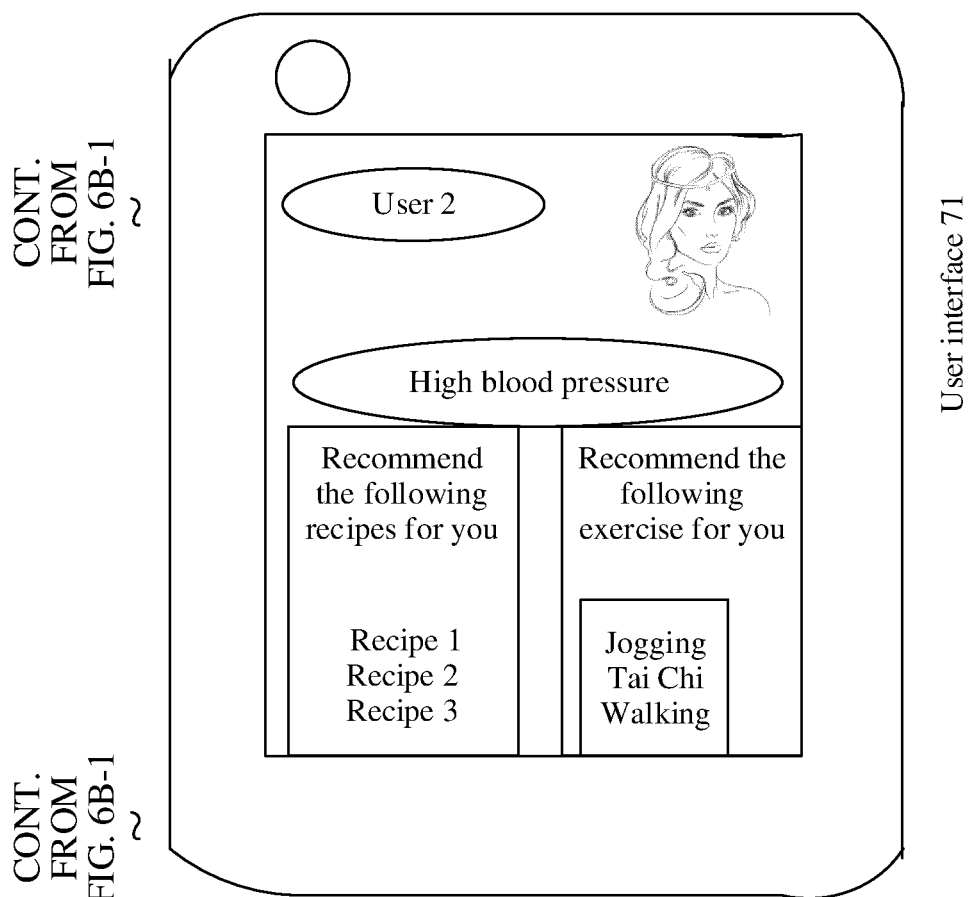 CONT.
FROM
FIG. 6B-1
~
User 2
High blood pressure
Recommend
the following
recipes for you
Recipe 1
Recipe 2
Recipe 3
Recommend the
following
exercise for you
Jogging
Tai Chi
Walking
User interface 71
CONT.
FROM
FIG. 6B-1
~